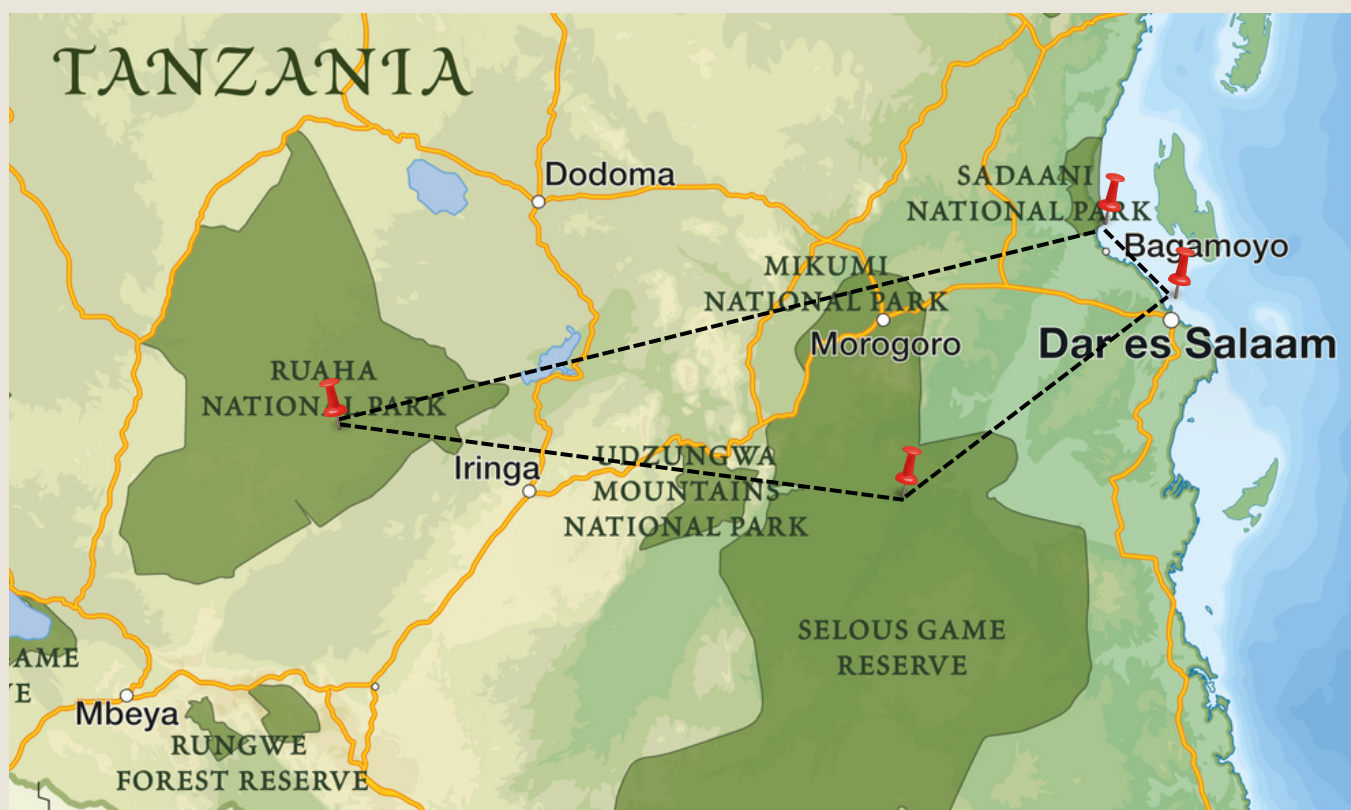 TANZANIA
Dodoma
SADAANI
NATIONAL PARK
Bagamoyo
MIKUMI
NATIONAL PARK
Morogoro
Dar es Salaam
RUAHA
NATIONAL PARK
Iringa
UDZUNGWA
MOUNTAINS
NATIONAL PARK
SELOUS GAME
RESERVE
AME
E
Mbeya
RUNGWE
FOREST RESERVE